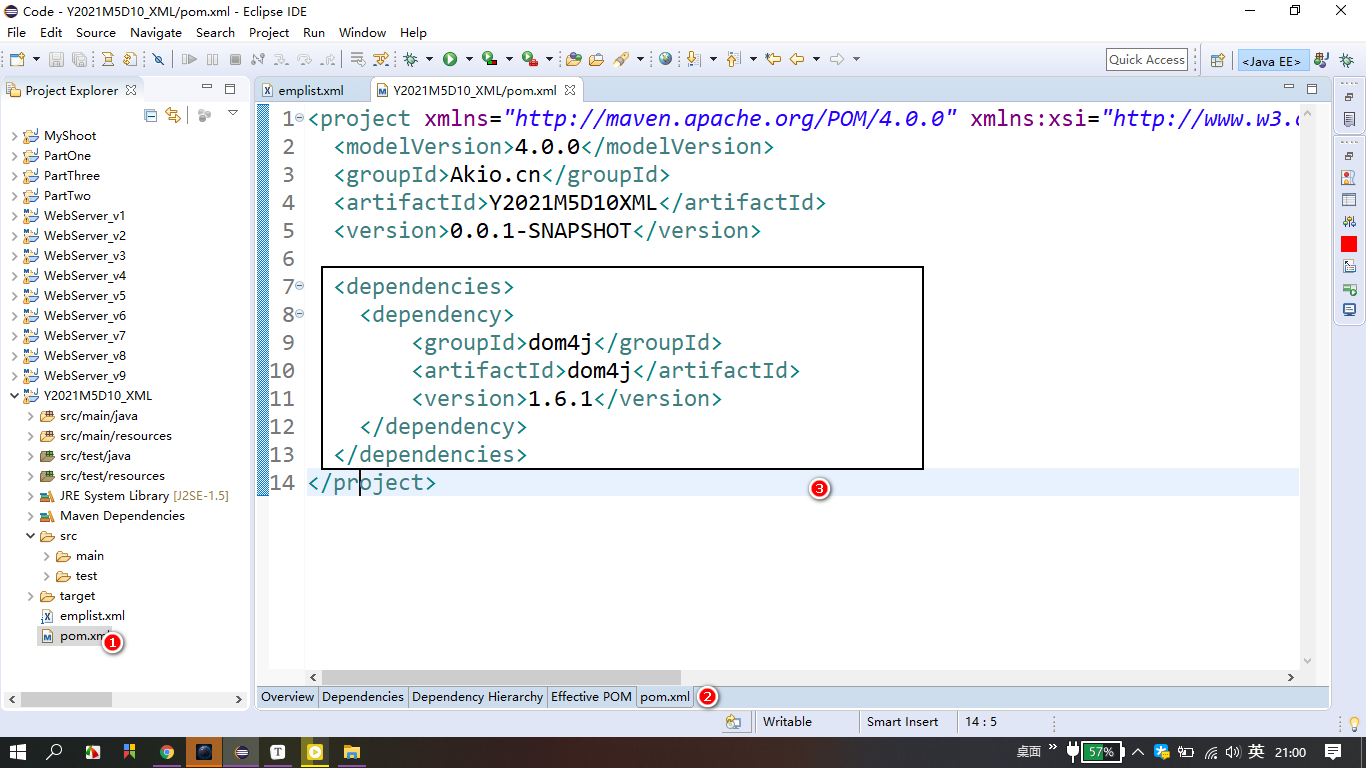 Code - Y2021M5D10_XML/pom.xml - Eclipse IDE
File Edit Source Navigate Search Project Run Window Help
Quick Access
<Java EE>
Project Explorer
emplist.xml
Y2021M5D10_XML/pom.xml
MyShoot
PartOne
PartThree
PartTwo
WebServer_v1
WebServer_v2
WebServer_v3
WebServer_v4
WebServer_v5
WebServer_v6
WebServer_v7
WebServer_v8
WebServer_v9
Y2021M5D10_XML
src/main/java
src/main/resources
src/test/java
src/test/resources
JRE System Library [J2SE-1.5]
Maven Dependencies
src
main
test
target
emplist.xml
pom.xm
1
1 <project xmlns="http://maven.apache.org/POM/4.0.0" xmlns:xsi="http://www.w3.
2 <modelVersion>4.0.0</modelVersion>
3 <groupId>Akio.cn</groupId>
4 <artifactId>Y2021M5D10XML</artifactId>
5 <version>0.0.1-SNAPSHOT</version>
6
7 <dependencies>
8 <dependency>
9 <groupId>dom4j</groupId>
10 <artifactId>dom4j</artifactId>
11 <version>1.6.1</version>
12 </dependency>
13 </dependencies>
14 </project>
3
Overview Dependencies Dependency Hierarchy Effective POM pom.xml 2
Writable Smart Insert 14 : 5
桌面 57% 英 21:00